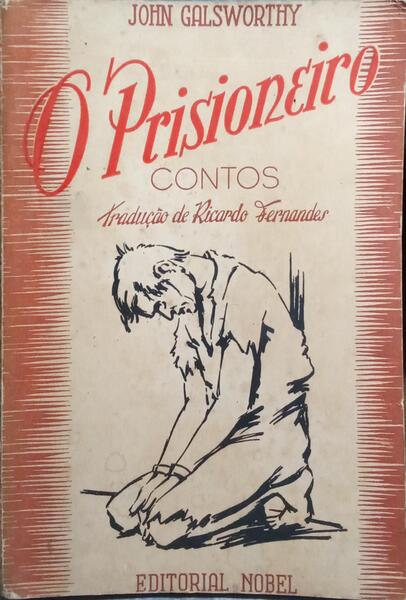 JOHN GALSWORTHY
O Prisioneiro
CONTOS
Tradução de Ricardo Fernandes
EDITORIAL NOBEL